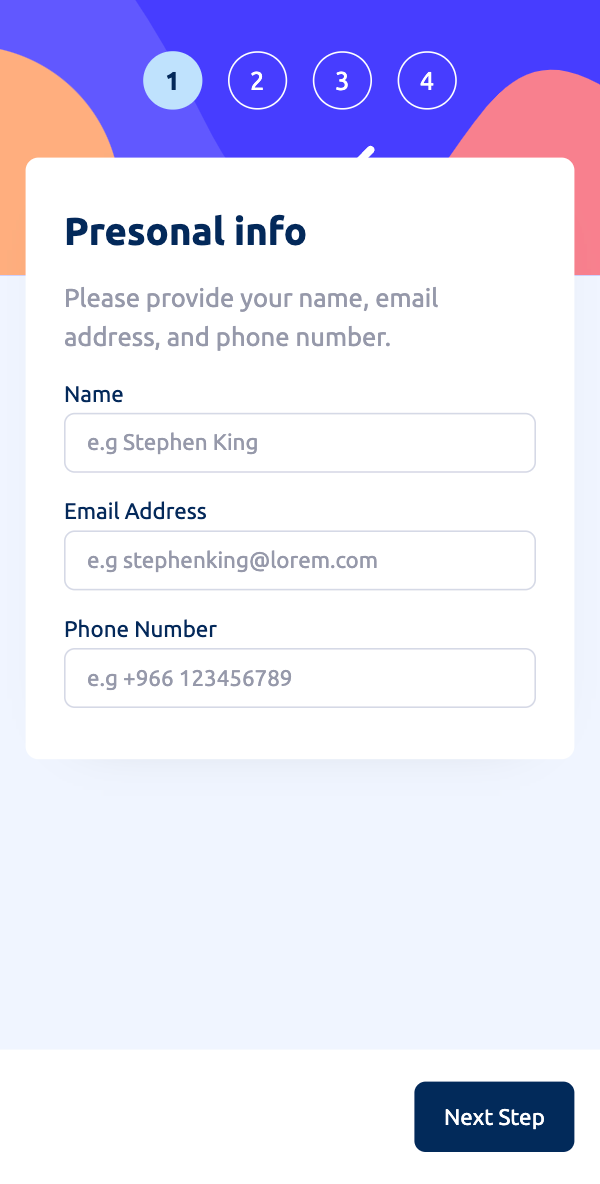 1 2 3 4
Presonal info
Please provide your name, email
address, and phone number.
Name
e.g Stephen King
Email Address
e.g stephenking@lorem.com
Phone Number
e.g +966 123456789
Next Step